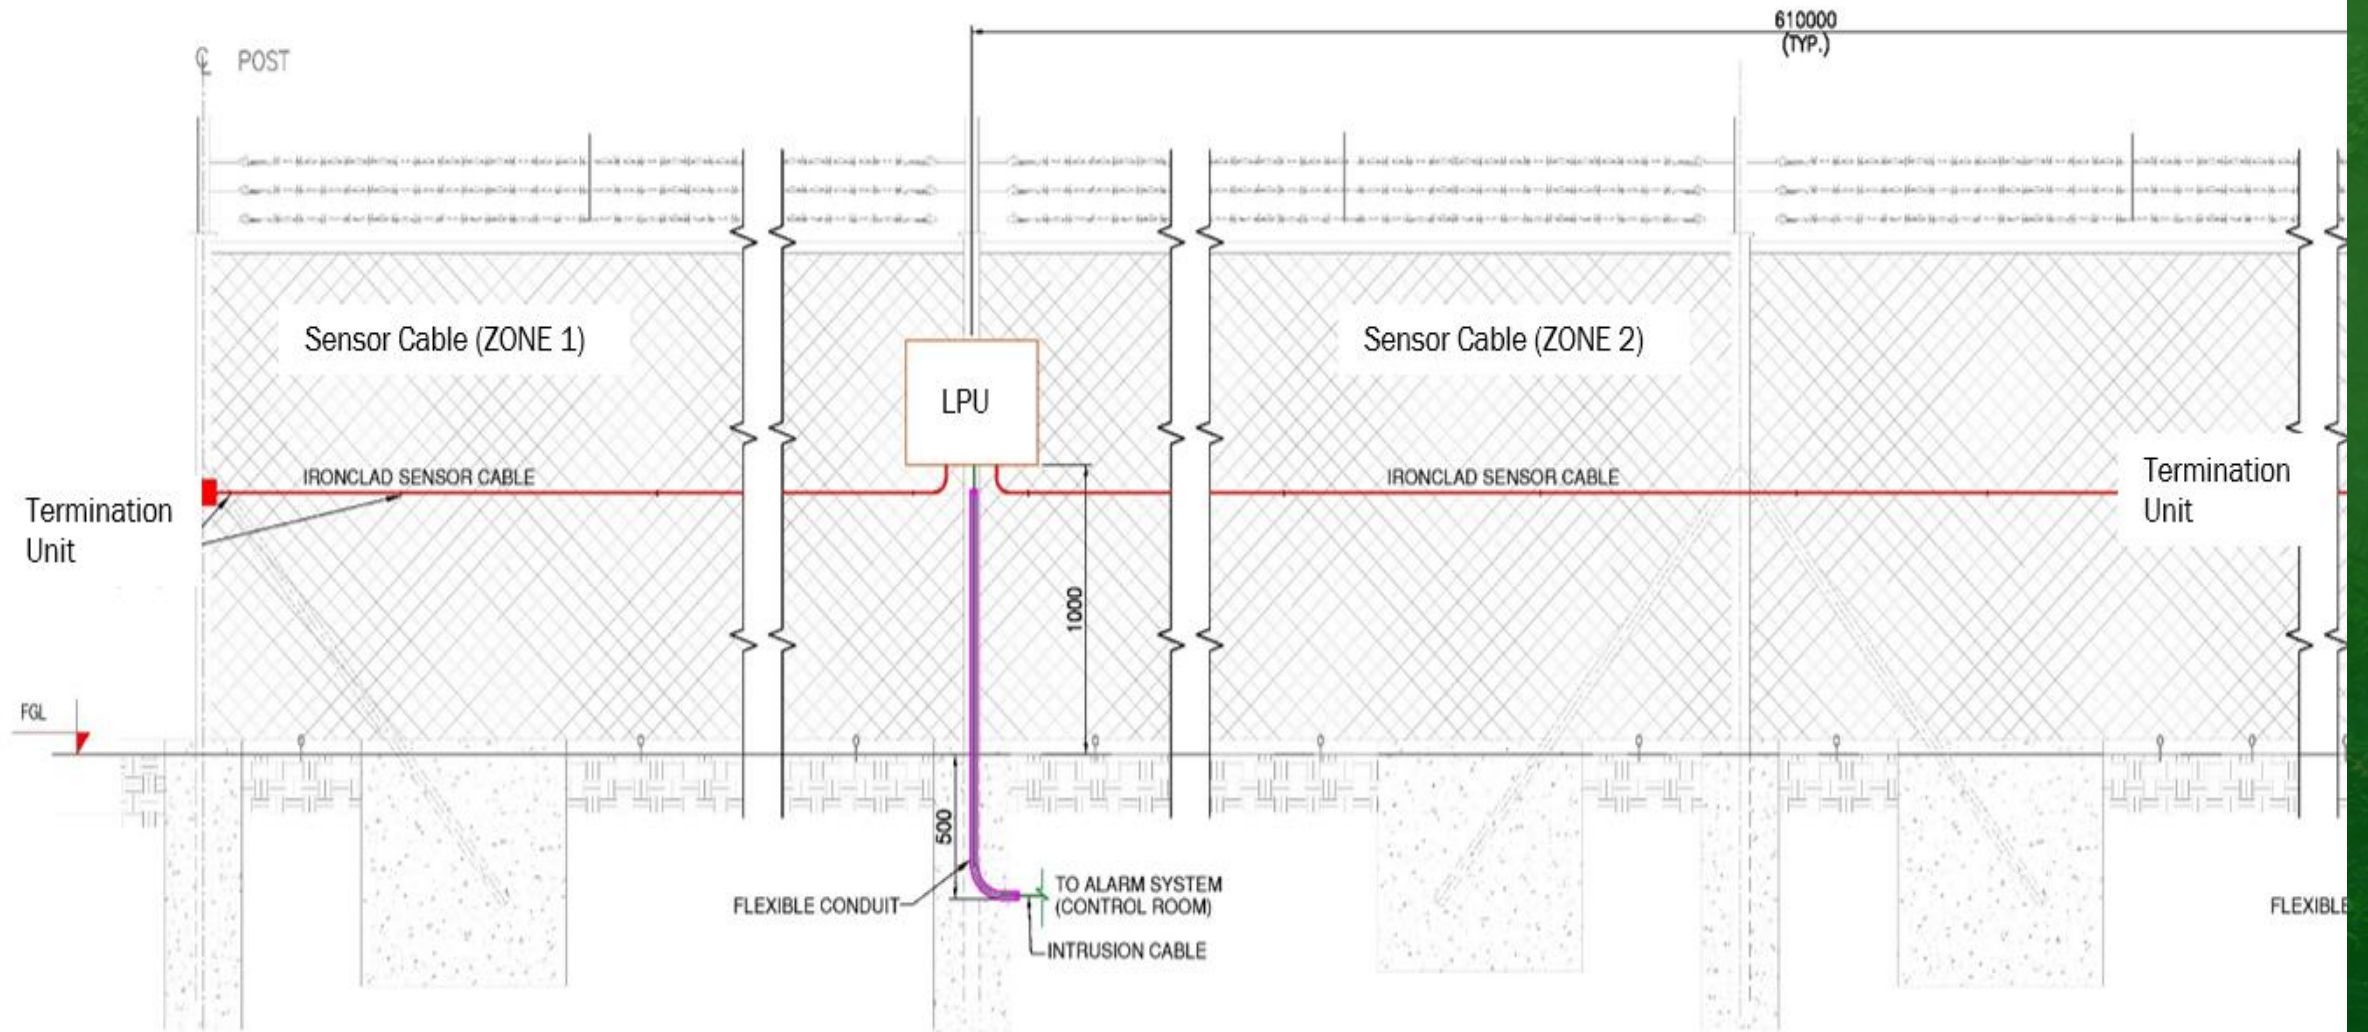 610000
(TYP.)
℄ POST
Sensor Cable (ZONE 1)
Sensor Cable (ZONE 2)
LPU
IRONCLAD SENSOR CABLE
IRONCLAD SENSOR CABLE
Termination
Unit
Termination
Unit
1000
FGL
500
FLEXIBLE CONDUIT
TO ALARM SYSTEM
(CONTROL ROOM)
INTRUSION CABLE
FLEXIBLE